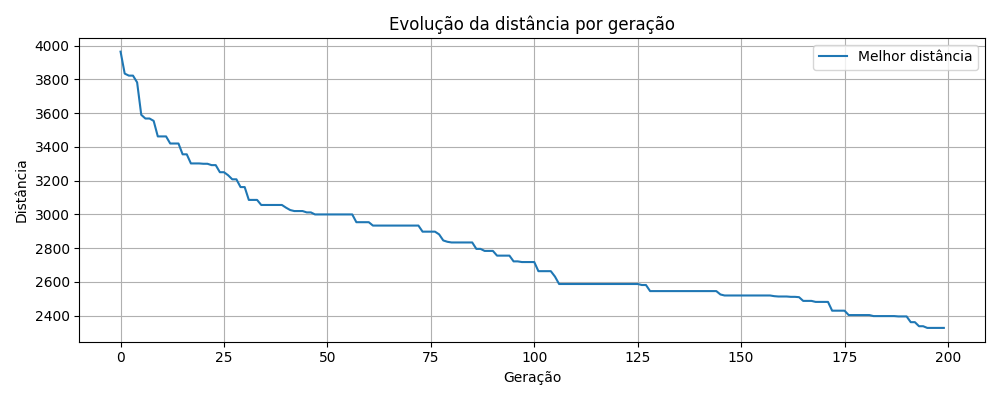 Evolução da distância por geração
Melhor distância
Distância
4000
3800
3600
3400
3200
3000
2800
2600
2400
0 25 50 75 100 125 150 175 200
Geração